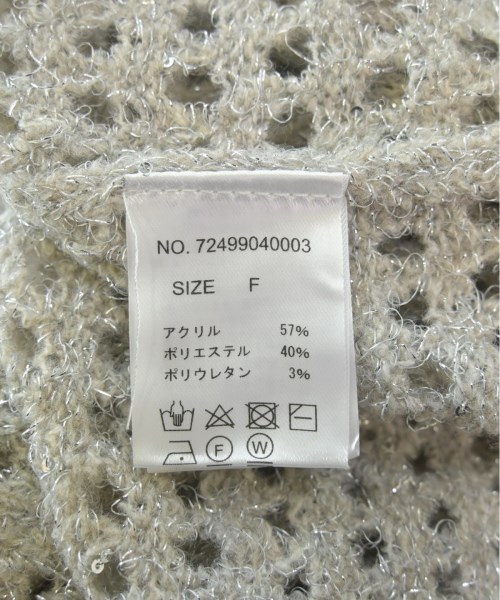 NO. 72499040003
SIZE F
アクリル 57%
ポリエステル 40%
ポリウレタン 3%
F W